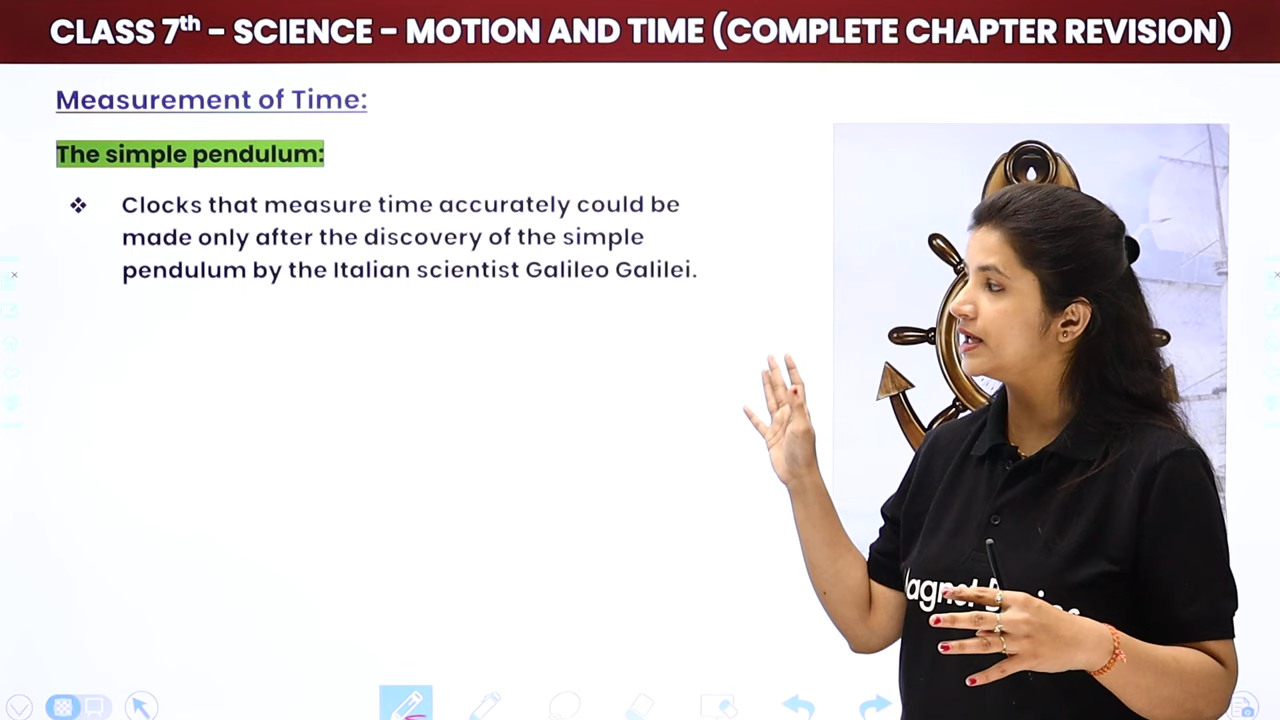 CLASS 7th – SCIENCE – MOTION AND TIME (COMPLETE CHAPTER REVISION)
Measurement of Time:
The simple pendulum:
❖ Clocks that measure time accurately could be
made only after the discovery of the simple
pendulum by the Italian scientist Galileo Galilei.